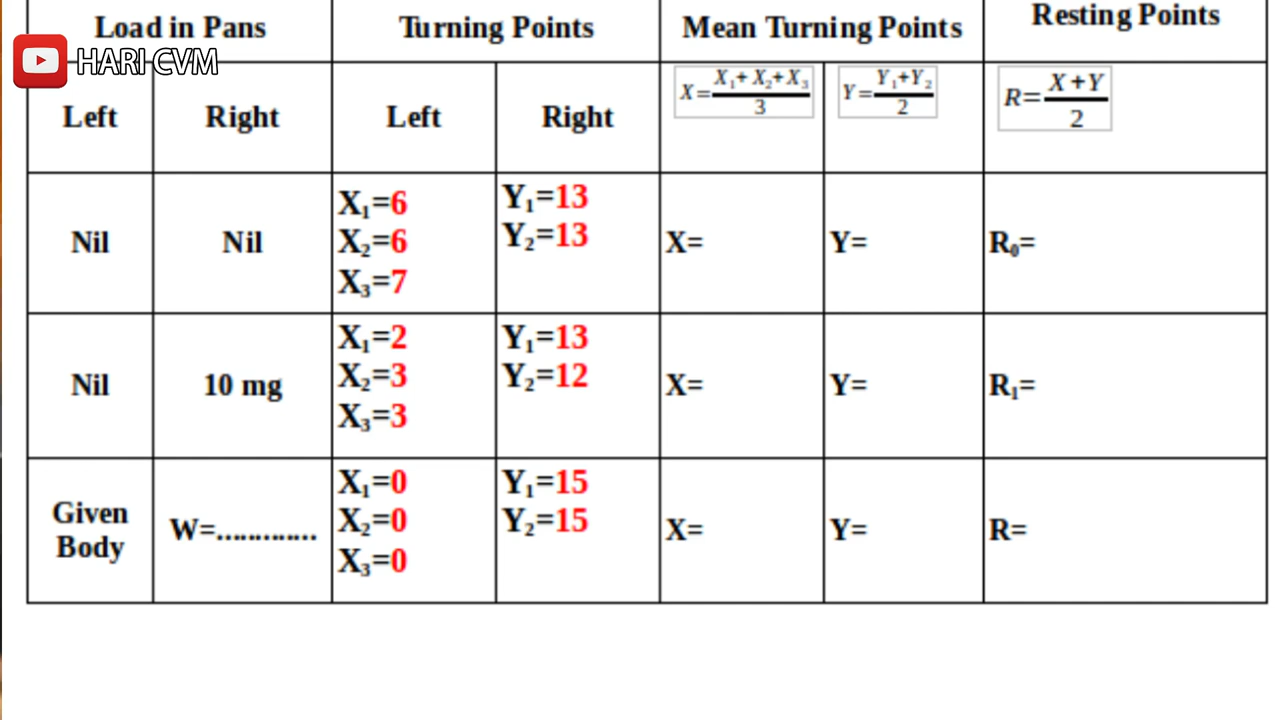 Load in Pans Turning Points Mean Turning Points Resting Points
HARI CVM
Left Right Left Right X=X₁+X₂+X₃/3 Y=Y₁+Y₂/2 R=X+Y/2
Nil Nil X₁=6 Y₁=13 X= Y= R₀=
X₂=6 Y₂=13
X₃=7
Nil 10 mg X₁=2 Y₁=13 X= Y= R₁=
X₂=3 Y₂=12
X₃=3
Given Body W=............. X₁=0 Y₁=15 X= Y= R=
X₂=0 Y₂=15
X₃=0